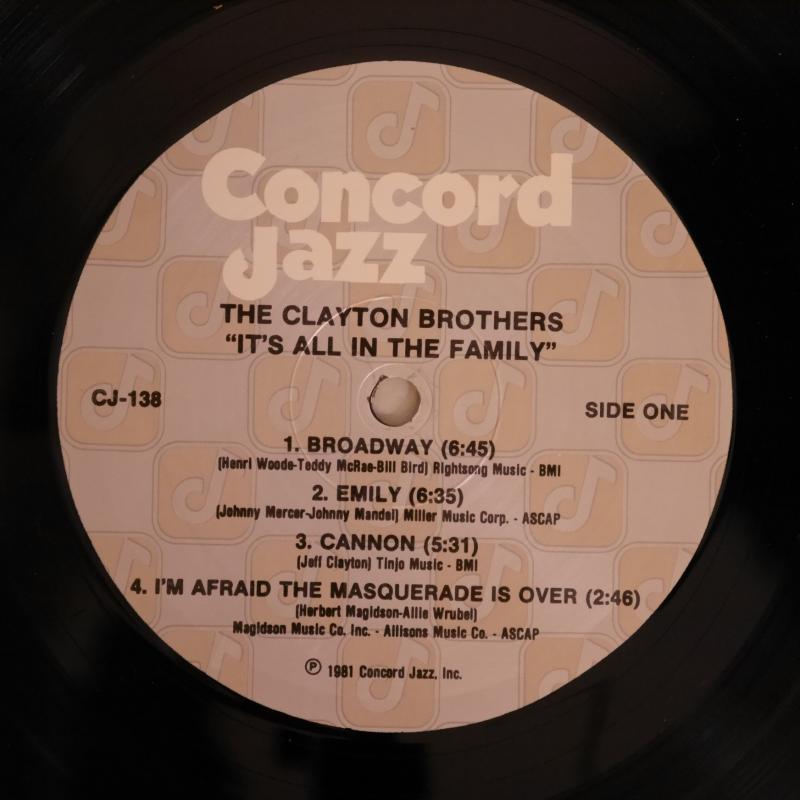 Concord
Jazz
THE CLAYTON BROTHERS
“IT'S ALL IN THE FAMILY”
CJ-138
SIDE ONE
1. BROADWAY (6:45)
(Henri Woode-Teddy McRae-Bill Bird) Rightsong Music - BMI
2. EMILY (6:35)
(Johnny Mercer-Johnny Mandel) Miller Music Corp. - ASCAP
3. CANNON (5:31)
(Jeff Clayton) Tinjo Music - BMI
4. I'M AFRAID THE MASQUERADE IS OVER (2:46)
(Herbert Magidson-Allie Wrubel)
Magidson Music Co. Inc. - Allisons Music Co. - ASCAP
℗ 1981 Concord Jazz, Inc.